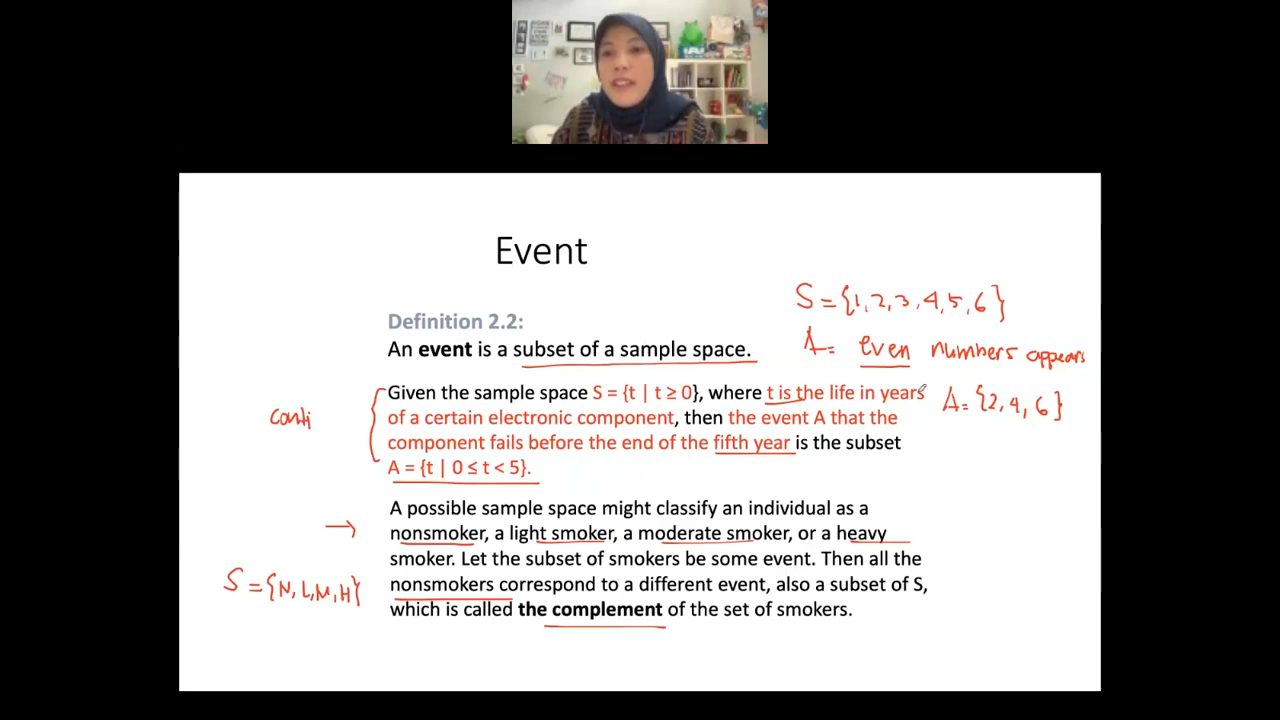 Event
S = {1, 2, 3, 4, 5, 6}
Definition 2.2:
An event is a subset of a sample space.
A = even numbers appears
Given the sample space S = {t | t ≥ 0}, where t is the life in years
of a certain electronic component, then the event A that the
component fails before the end of the fifth year is the subset
A = {t | 0 ≤ t < 5}.
A = {2, 4, 6}
conti
A possible sample space might classify an individual as a
nonsmoker, a light smoker, a moderate smoker, or a heavy
smoker. Let the subset of smokers be some event. Then all the
nonsmokers correspond to a different event, also a subset of S,
which is called the complement of the set of smokers.
S = {N, L, M, H}